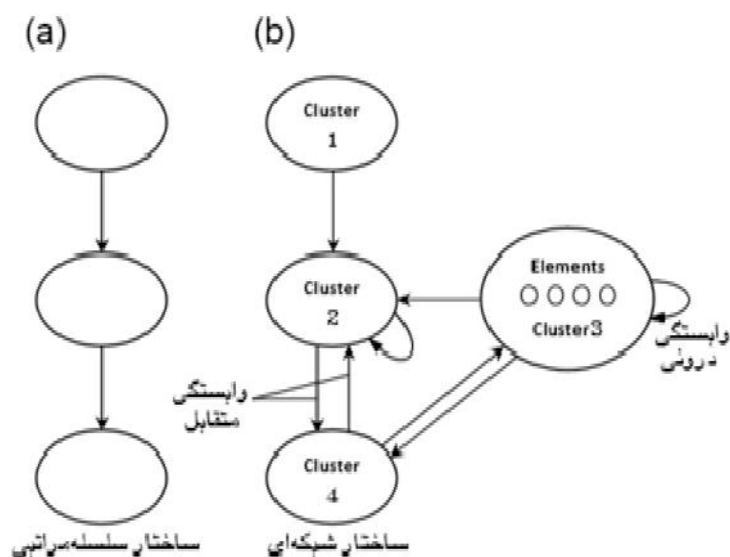 (a)
(b)
Cluster
1
Cluster
2
Elements
Cluster3
وابستگی
درونی
وابستگی
متقابل
Cluster
4
ساختار سلسله‌مراتبی
ساختار شبکه‌ای